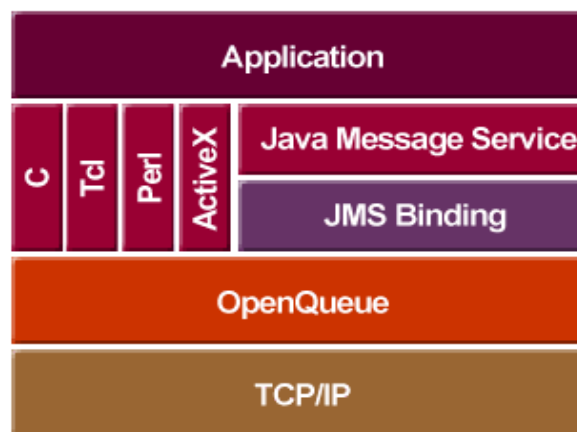 Application
C
Tcl
Perl
ActiveX
Java Message Service
JMS Binding
OpenQueue
TCP/IP